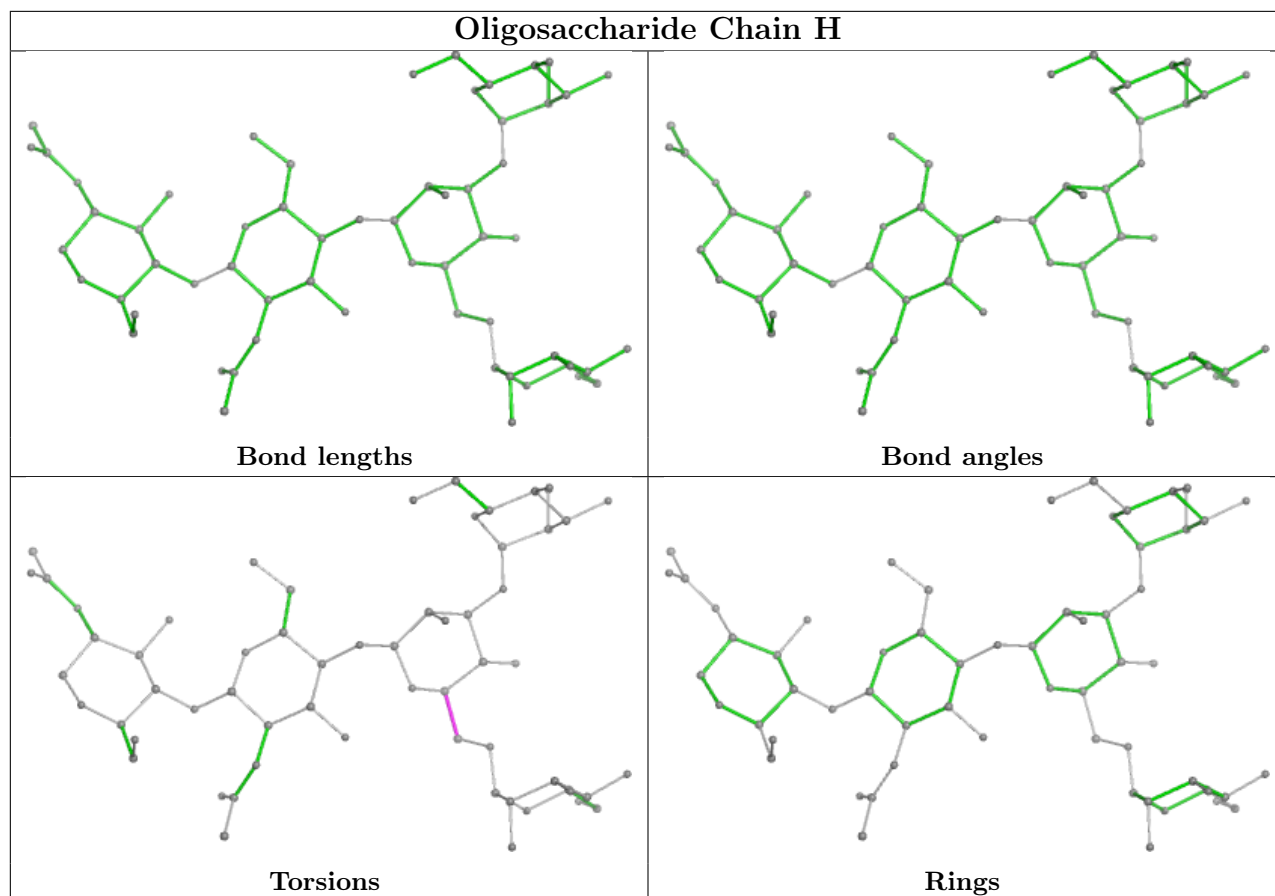 Oligosaccharide Chain H
Bond lengths
Bond angles
Torsions
Rings